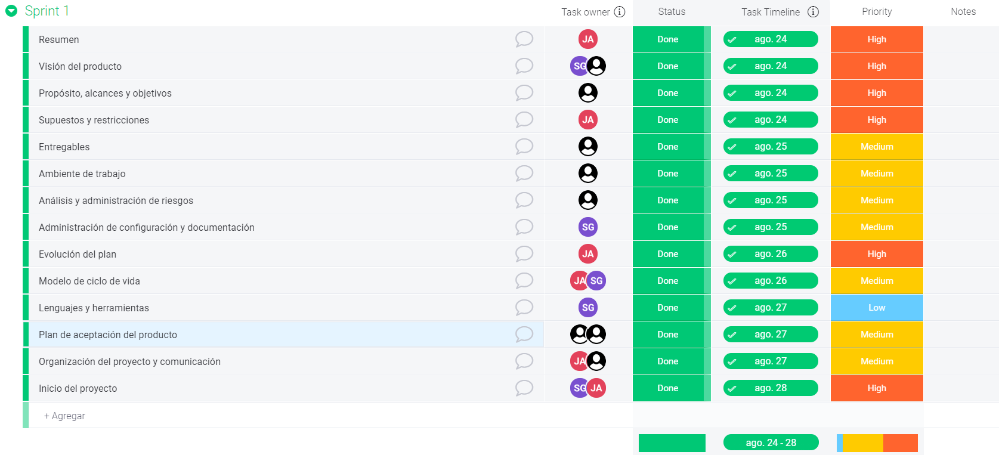 Sprint 1 Task owner Status Task Timeline Priority Notes
Resumen JA Done ago. 24 High
Visión del producto SG Done ago. 24 High
Propósito, alcances y objetivos Done ago. 24 High
Supuestos y restricciones JA Done ago. 24 High
Entregables Done ago. 25 Medium
Ambiente de trabajo Done ago. 25 Medium
Análisis y administración de riesgos Done ago. 25 Medium
Administración de configuración y documentación SG Done ago. 25 Medium
Evolución del plan JA Done ago. 26 High
Modelo de ciclo de vida JA SG Done ago. 26 Medium
Lenguajes y herramientas SG Done ago. 27 Low
Plan de aceptación del producto Done ago. 27 Medium
Organización del proyecto y comunicación JA Done ago. 27 Medium
Inicio del proyecto SG JA Done ago. 28 High
+ Agregar
ago. 24 - 28